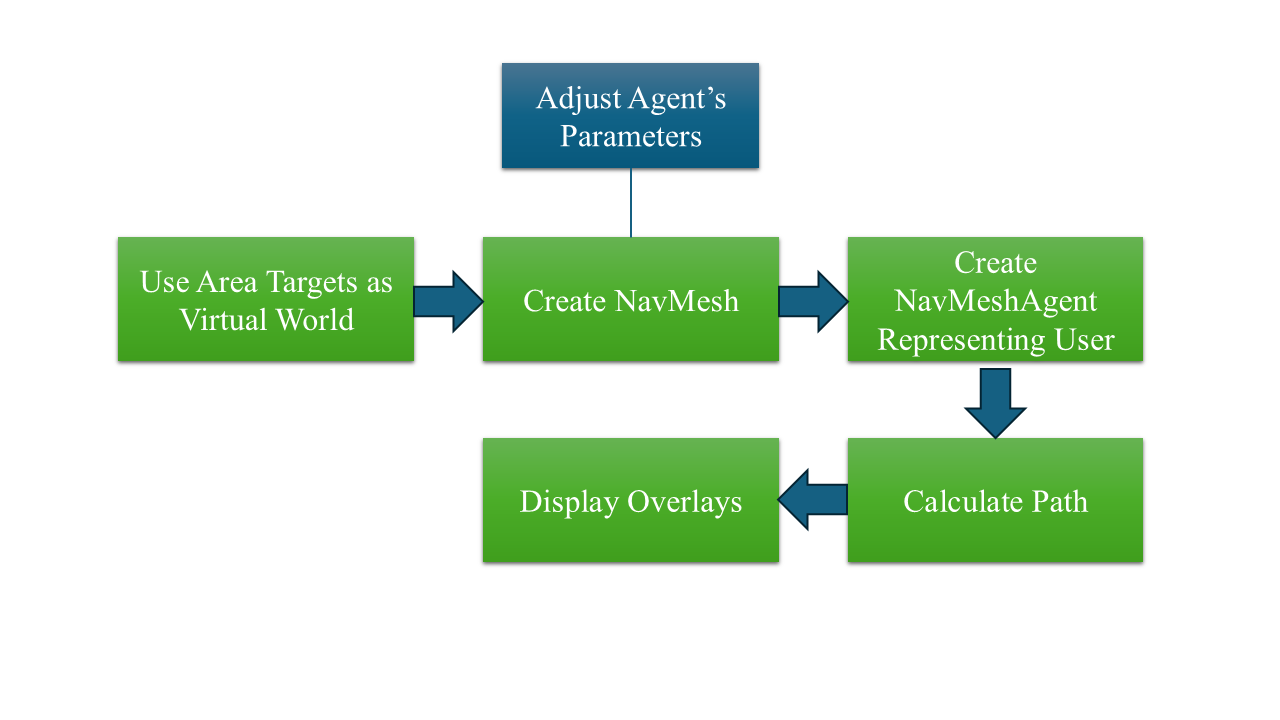 Adjust Agent’s
Parameters
Use Area Targets as
Virtual World
Create NavMesh
Create
NavMeshAgent
Representing User
Calculate Path
Display Overlays